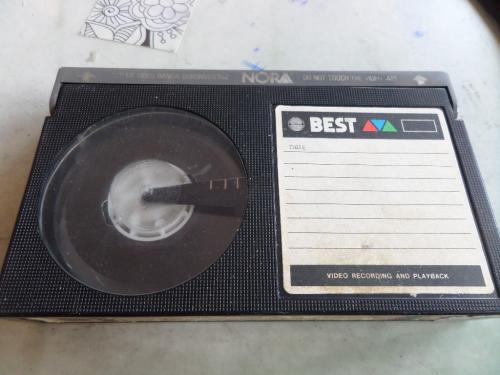 NORA DO NOT TOUCH THE VIDEO TAPE
BEST
DATE
VIDEO RECORDING AND PLAYBACK